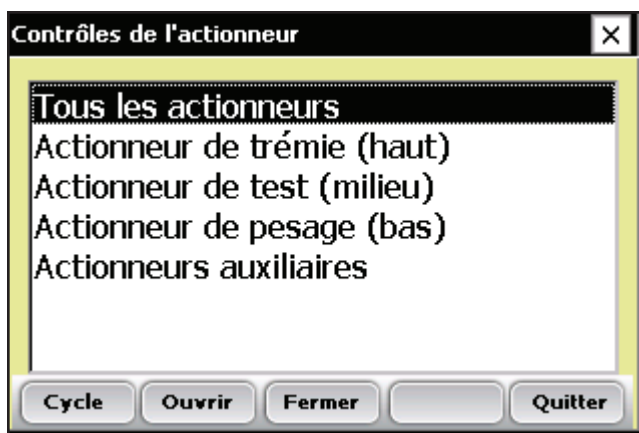 Contrôles de l'actionneur
Tous les actionneurs
Actionneur de trémie (haut)
Actionneur de test (milieu)
Actionneur de pesage (bas)
Actionneurs auxiliaires
Cycle Ouvrir Fermer Quitter